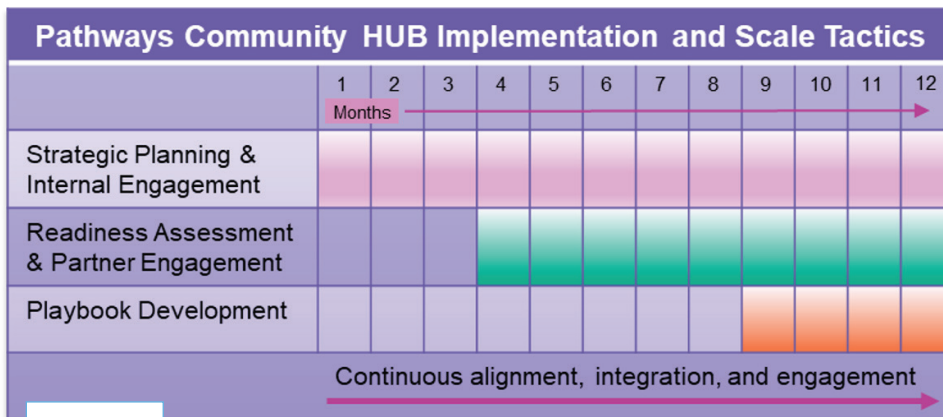 Pathways Community HUB Implementation and Scale Tactics
1 2 3 4 5 6 7 8 9 10 11 12
Months
Strategic Planning &
Internal Engagement
Readiness Assessment
& Partner Engagement
Playbook Development
Continuous alignment, integration, and engagement